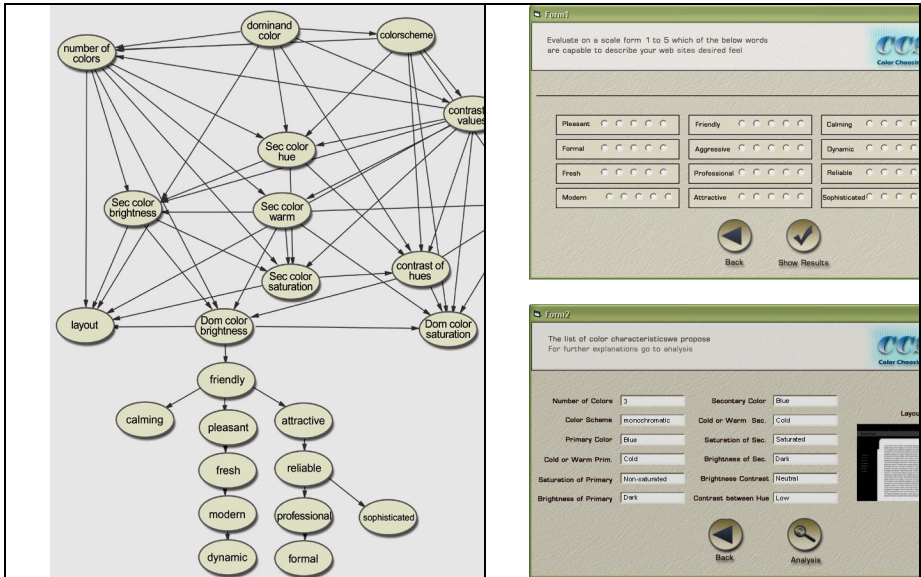 dominand
color
colorscheme
number of
colors
contrast
values
Sec color
hue
Sec color
brightness
Sec color
warm
Sec color
saturation
contrast of
hues
layout
Dom color
brightness
Dom color
saturation
friendly
calming
pleasant
attractive
fresh
reliable
modern
professional
sophisticated
dynamic
formal
Form1
Evaluate on a scale form 1 to 5 which of the below words
are capable to describe your web sites desired feel
CC
Color Choosi
Pleasant Friendly Calming
Formal Aggressive Dynamic
Fresh Professional Reliable
Modern Attractive Sophisticated
Back Show Results
Form2
The list of color characteristicswe propose
For further explanations go to analysis
CC
Color Choosi
Number of Colors 3 Secontary Color Blue
Color Scheme monochromatic Cold or Warm Sec. Cold
Layou
Primary Color Blue Saturation of Sec. Saturated
Cold or Warm Prim. Cold Brightness of Sec. Dark
Saturation of Primary Non-saturated Brightness Contrast Neutral
Brightness of Primary Dark Contrast between Hue Low
Back Analysis